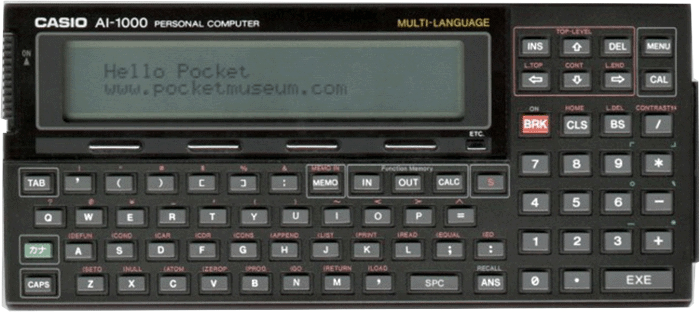 CASIO AI-1000 PERSONAL COMPUTER MULTI-LANGUAGE
Hello Pocket
www.pocketmuseum.com
ETC.
TOP-LEVEL
INS ⇧ DEL MENU
L.TOP CONT L.END
⇦ ⇩ ⇨ CAL
ON HOME L.DEL CONTRAST
BRK CLS BS /
7 8 9 *
4 5 6 −
1 2 3 +
0 • EXE
MEMO IN Function Memory
TAB ( ) [ ] : MEMO IN OUT CALC S
Q W E R T Y U I O P =
(DEFUN (COND (CAR (CDR (CONS (APPEND (LIST (PRINT (READ (EQUAL
カナ A S D F G H J K L ; :
(SETQ (NULL (ATOM (ZEROP (PROG (GO (RETURN (LOAD RECALL
CAPS Z X C V B N M , SPC ANS